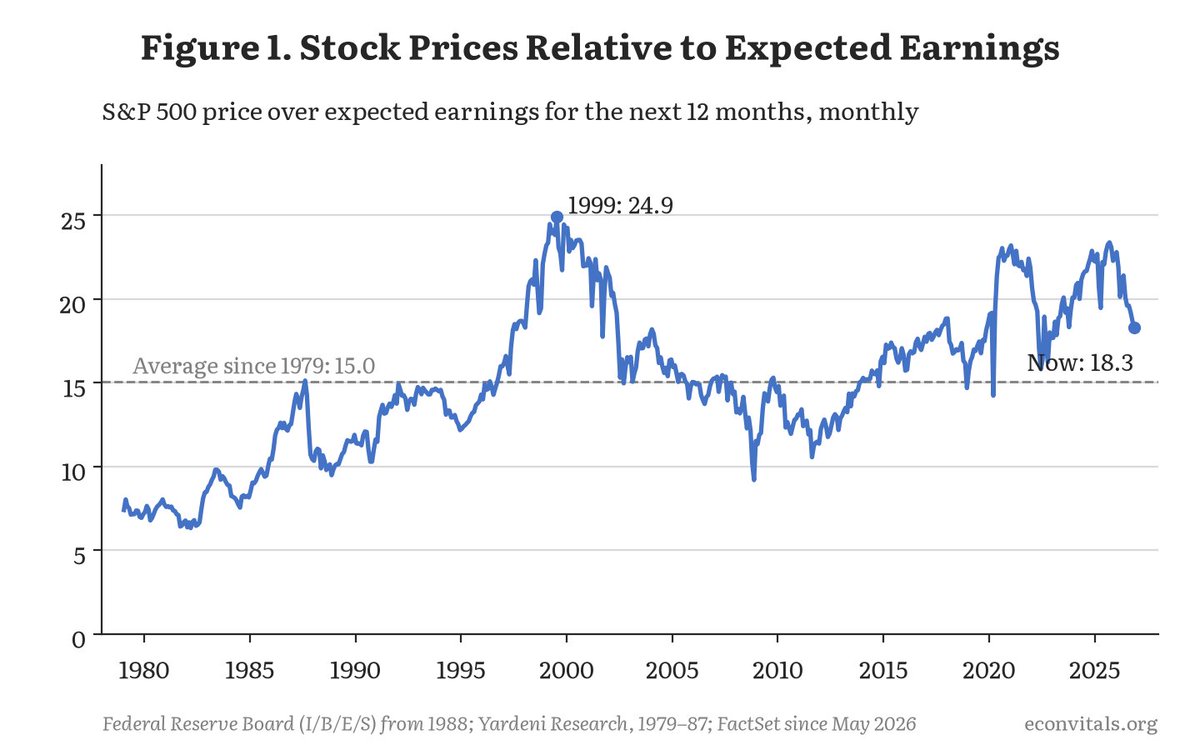 Figure 1. Stock Prices Relative to Expected Earnings
S&P 500 price over expected earnings for the next 12 months, monthly
25
20
15
10
5
0
1999: 24.9
Average since 1979: 15.0
Now: 18.3
1980 1985 1990 1995 2000 2005 2010 2015 2020 2025
Federal Reserve Board (I/B/E/S) from 1988; Yardeni Research, 1979–87; FactSet since May 2026
econvitals.org